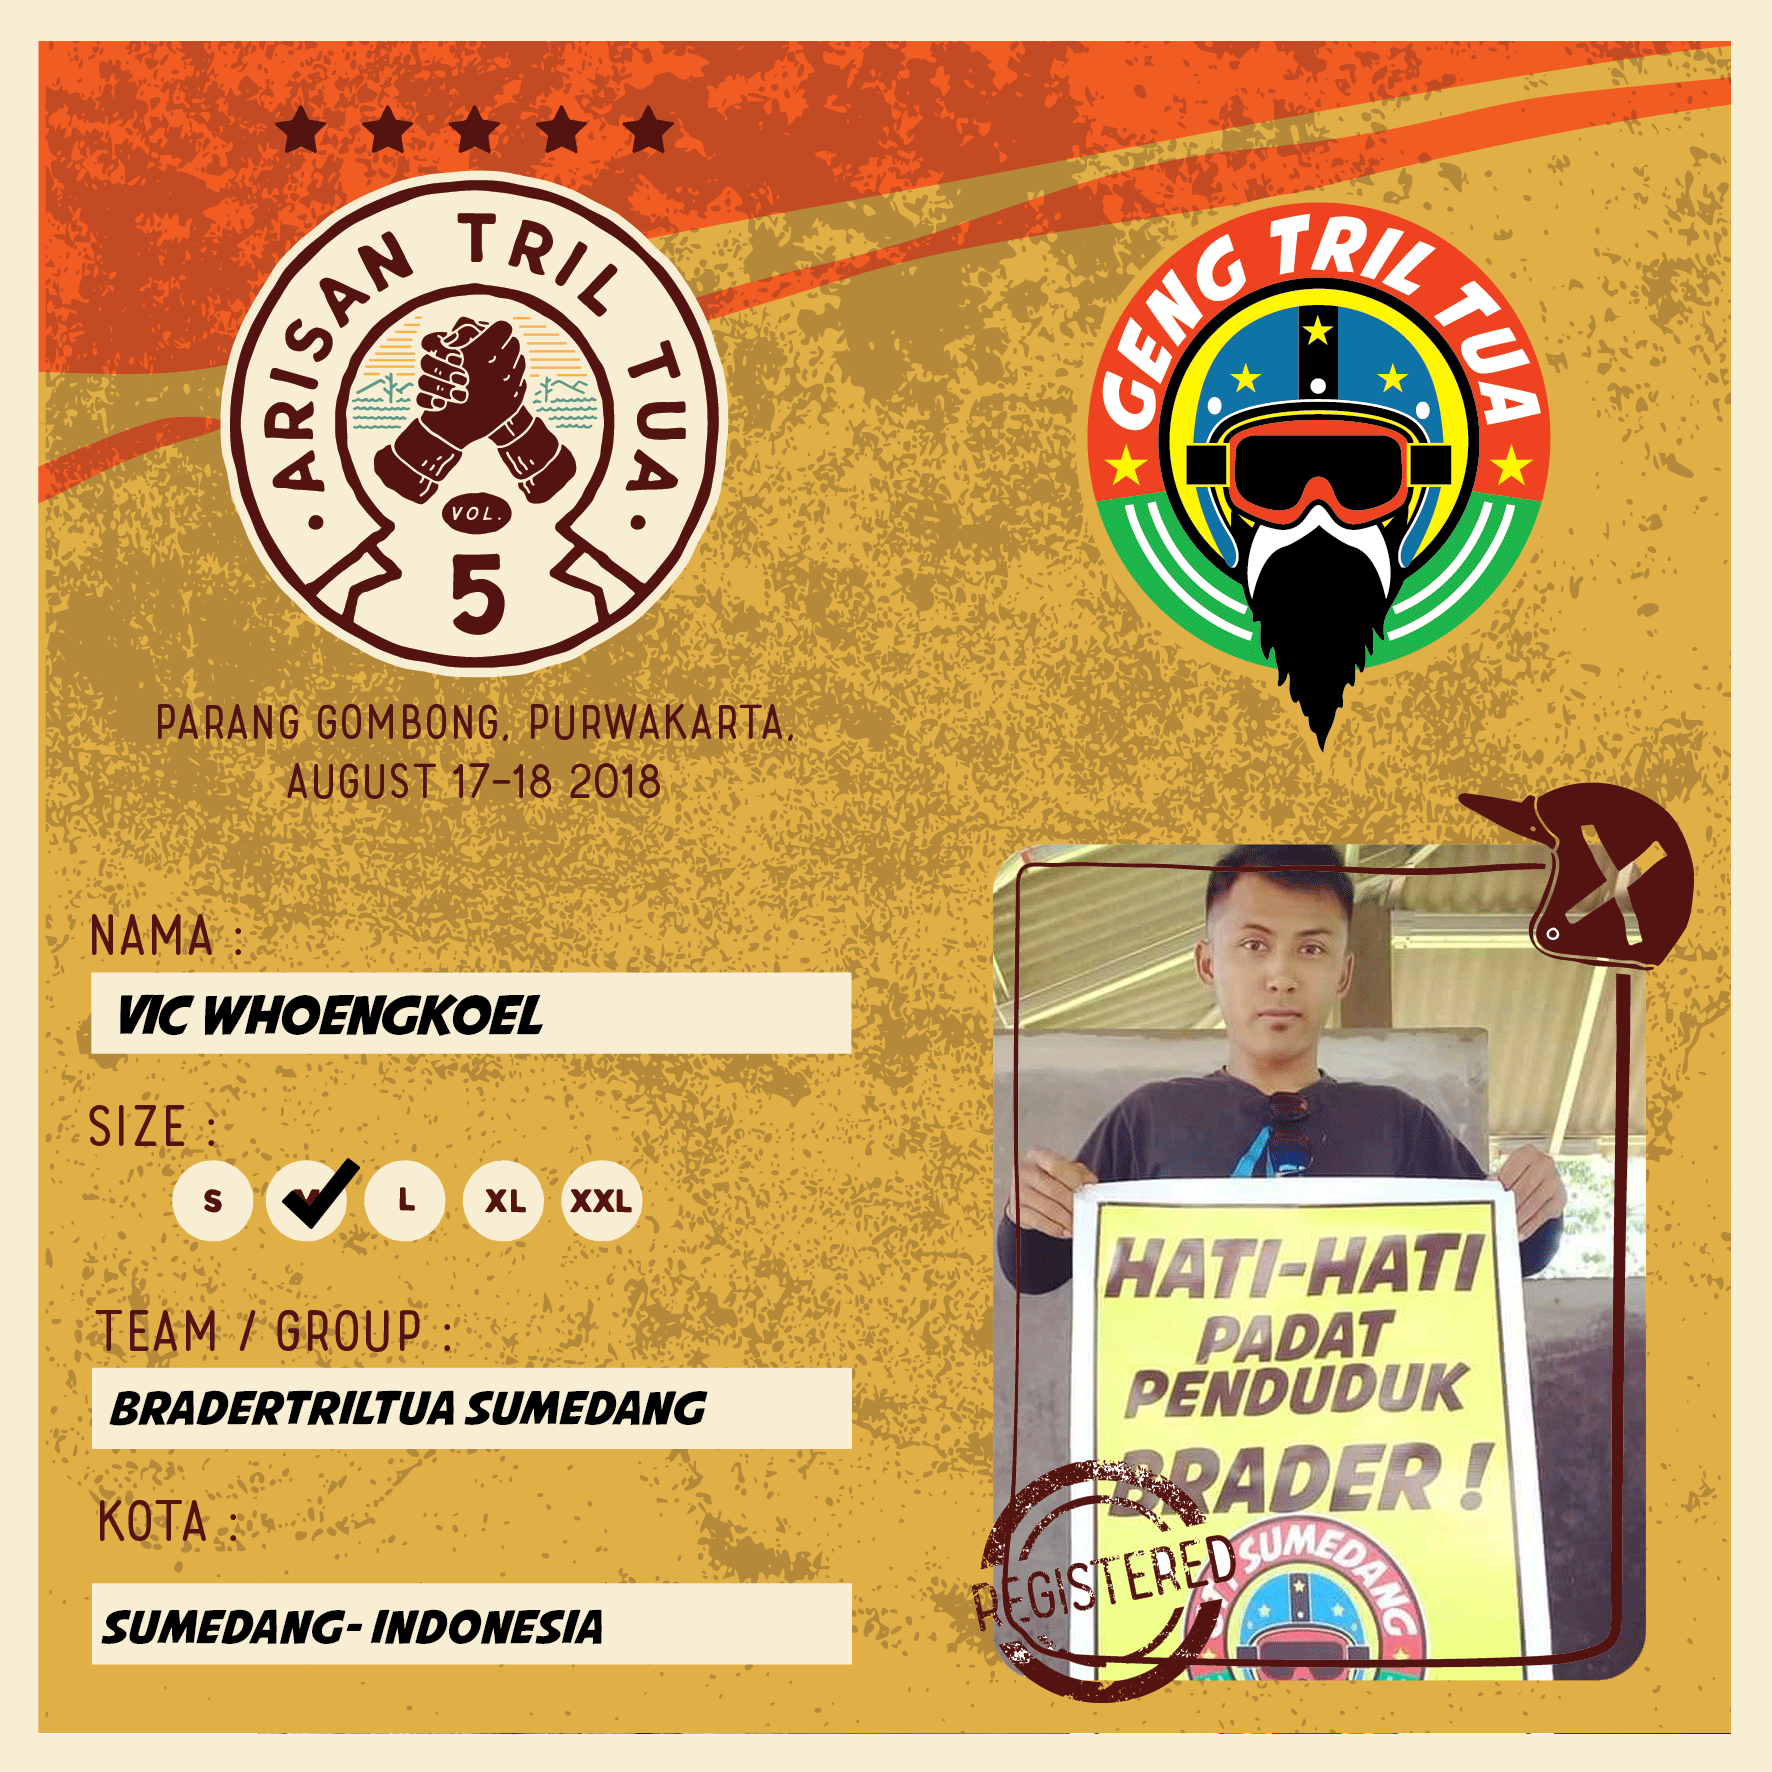 ARISAN TRIL TUA
VOL.
5
GENG TRIL TUA
PARANG GOMBONG, PURWAKARTA,
AUGUST 17-18 2018
NAMA :
VIC WHOENGKOEL
SIZE :
S
L
XL
XXL
TEAM / GROUP :
BRADERTRILTUA SUMEDANG
KOTA :
SUMEDANG- INDONESIA
HATI-HATI
PADAT
PENDUDUK
BRADER !
SUMEDANG
REGISTERED